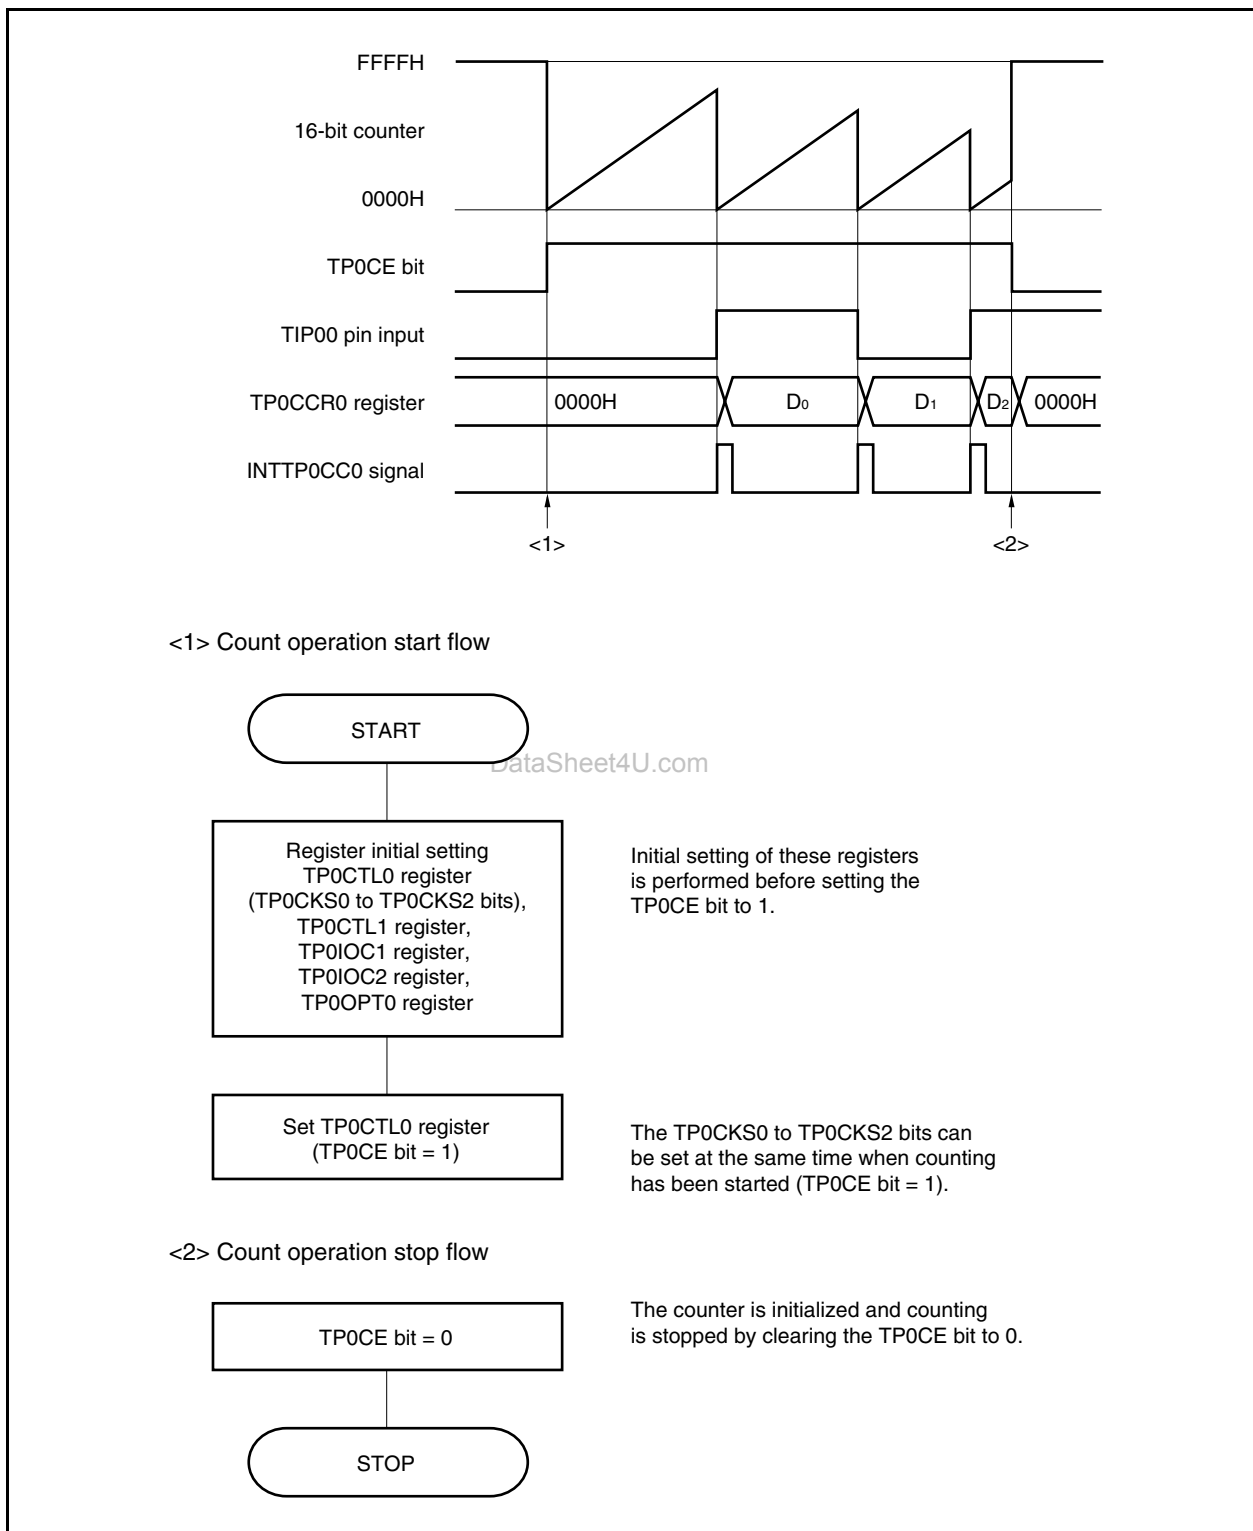 FFFFH
16-bit counter
0000H
TP0CE bit
TIP00 pin input
TP0CCR0 register
0000H
D0
D1
D2
0000H
INTTP0CC0 signal
<1>
<2>
<1> Count operation start flow
START
DataSheet4U.com
Register initial setting
TP0CTL0 register
(TP0CKS0 to TP0CKS2 bits),
TP0CTL1 register,
TP0IOC1 register,
TP0IOC2 register,
TP0OPT0 register
Initial setting of these registers
is performed before setting the
TP0CE bit to 1.
Set TP0CTL0 register
(TP0CE bit = 1)
The TP0CKS0 to TP0CKS2 bits can
be set at the same time when counting
has been started (TP0CE bit = 1).
<2> Count operation stop flow
TP0CE bit = 0
The counter is initialized and counting
is stopped by clearing the TP0CE bit to 0.
STOP